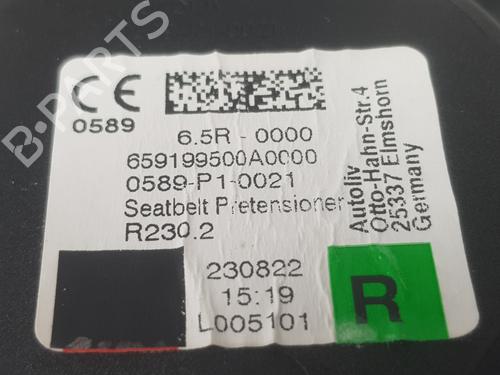 CE
0589
6.5R - 0000
659199500A0000
0589-P1-0021
Seatbelt Pretensioner
R230.2
230822
15:19
L005101
R
Autoliv
Otto-Hahn-Str.4
25337 Elmshorn
Germany
B-PARTS